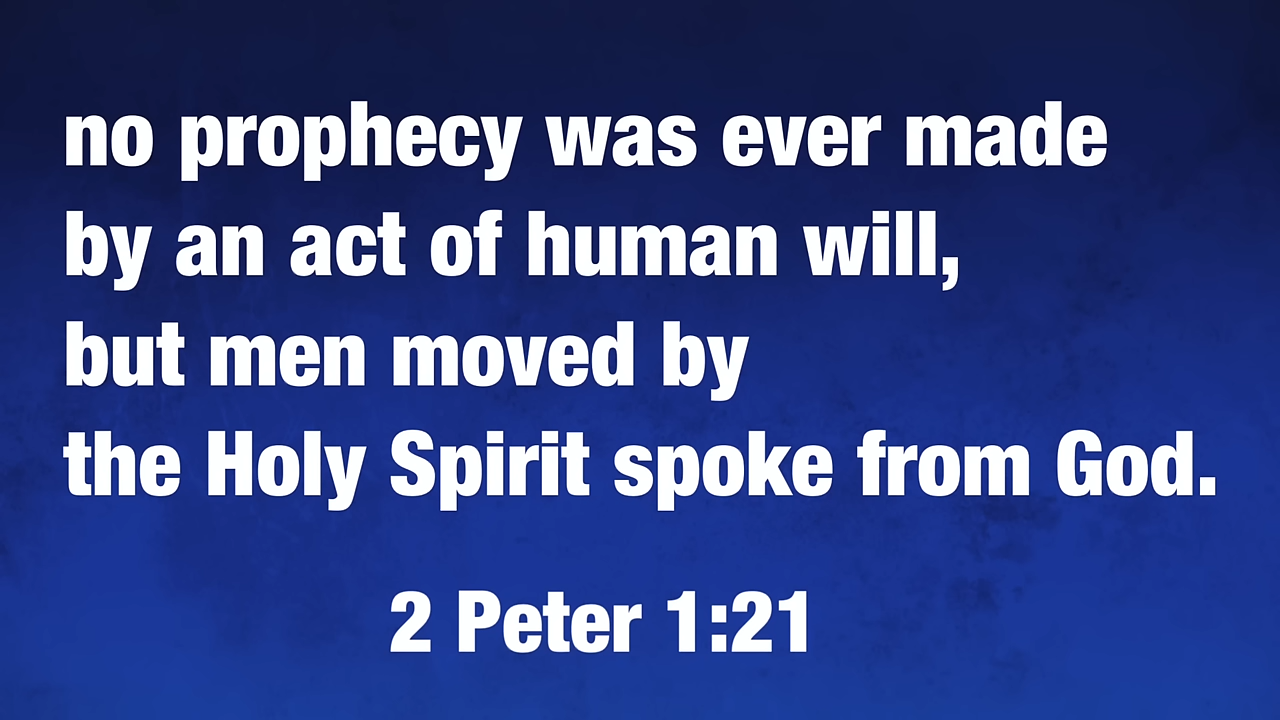 no prophecy was ever made
by an act of human will,
but men moved by
the Holy Spirit spoke from God.
2 Peter 1:21